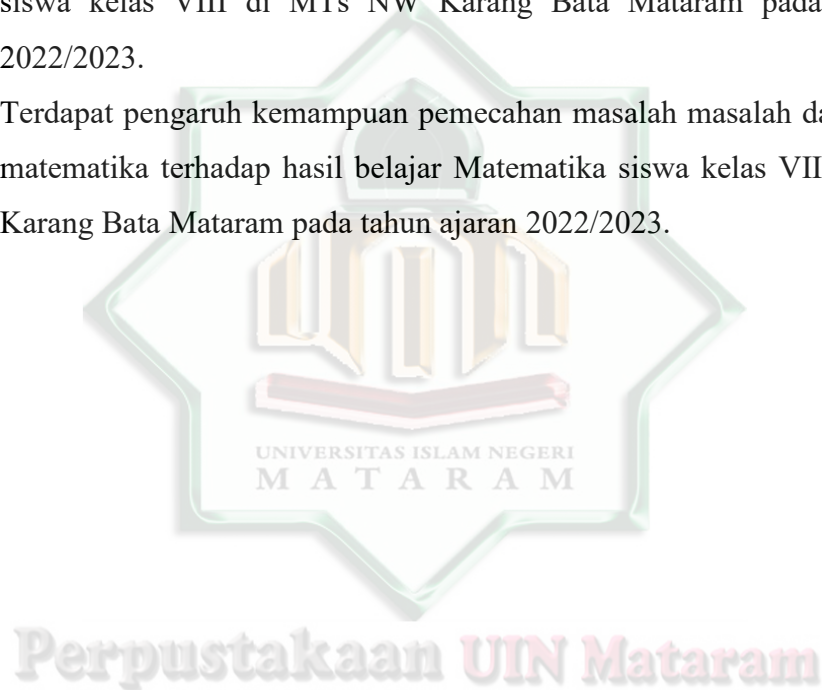 siswa kelas VIII di MTs NW Karang Bata Mataram pada
2022/2023.
Terdapat pengaruh kemampuan pemecahan masalah masalah da
matematika terhadap hasil belajar Matematika siswa kelas VII
Karang Bata Mataram pada tahun ajaran 2022/2023.
UNIVERSITAS ISLAM NEGERI
MATARAM
Perpustakaan UIN Mataram